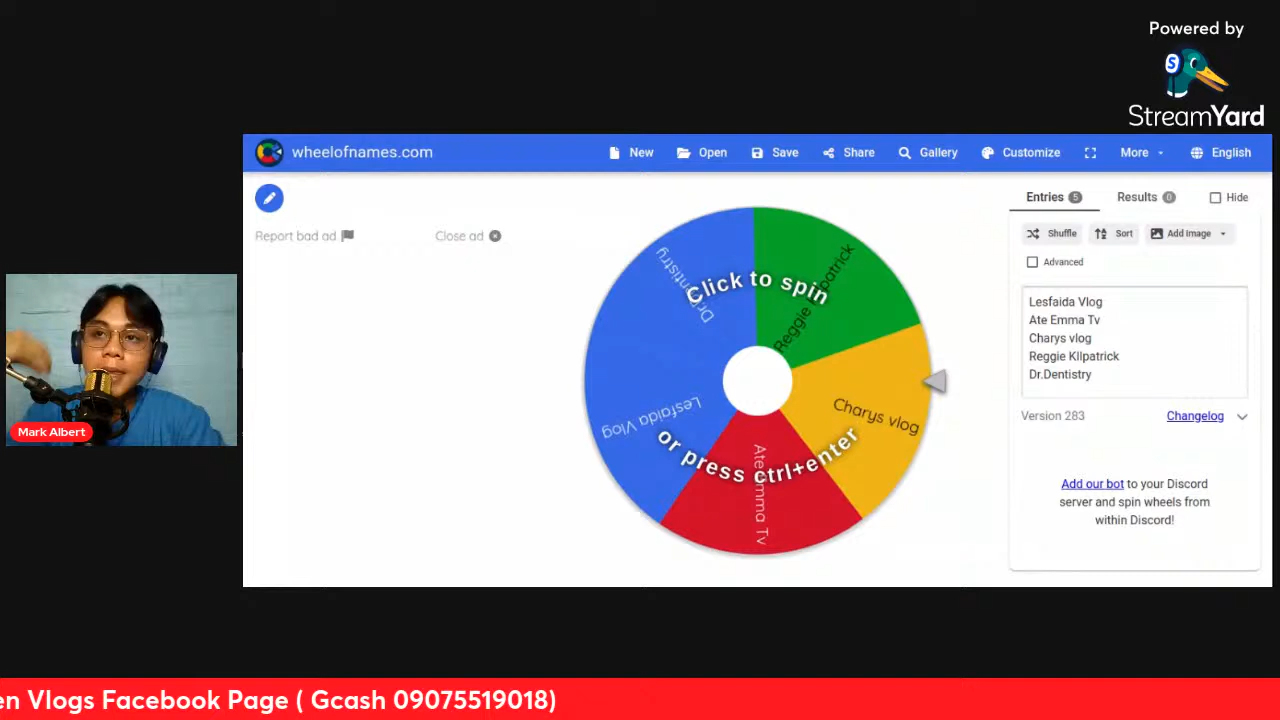 Powered by
StreamYard
wheelofnames.com
New
Open
Save
Share
Gallery
Customize
More
English
Report bad ad
Close ad
Entries 5
Results 0
Hide
Shuffle
Sort
Add Image
Advanced
Lesfaida Vlog
Ate Emma Tv
Charys vlog
Reggie KIlpatrick
Dr.Dentistry
Version 283
Changelog
Add our bot to your Discord
server and spin wheels from
within Discord!
Click to spin
or press ctrl+enter
Dr.Dentistry
Reggie KIlpatrick
Charys vlog
Ate Emma Tv
Lesfaida Vlog
Mark Albert
en Vlogs Facebook Page ( Gcash 09075519018)